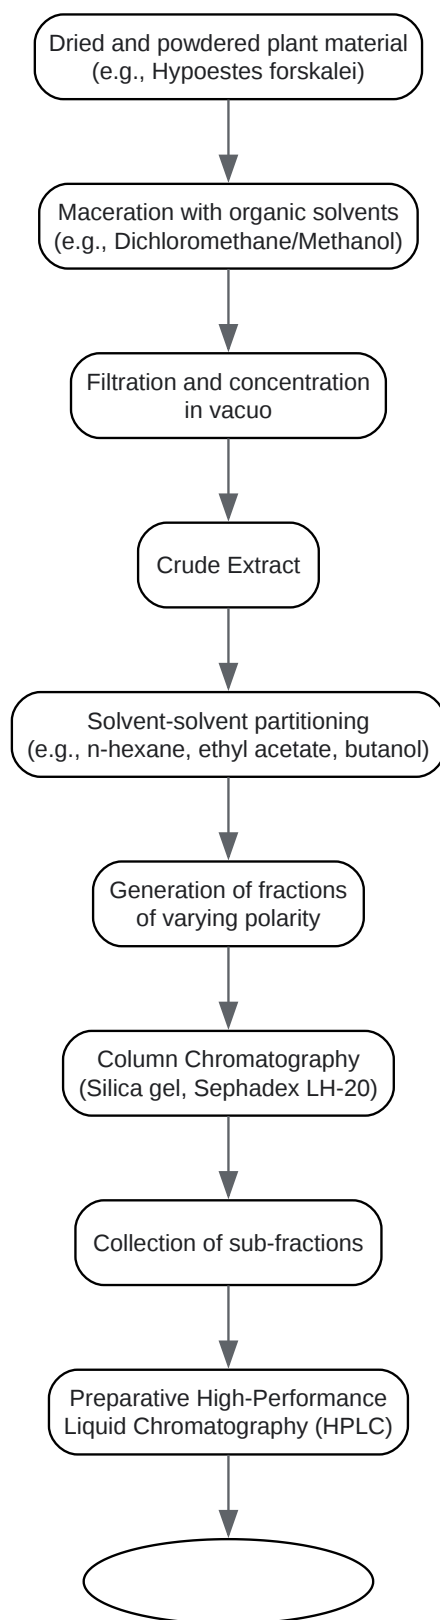 Dried and powdered plant material
(e.g., Hypoestes forskalei)
Maceration with organic solvents
(e.g., Dichloromethane/Methanol)
Filtration and concentration
in vacuo
Crude Extract
Solvent-solvent partitioning
(e.g., n-hexane, ethyl acetate, butanol)
Generation of fractions
of varying polarity
Column Chromatography
(Silica gel, Sephadex LH-20)
Collection of sub-fractions
Preparative High-Performance
Liquid Chromatography (HPLC)